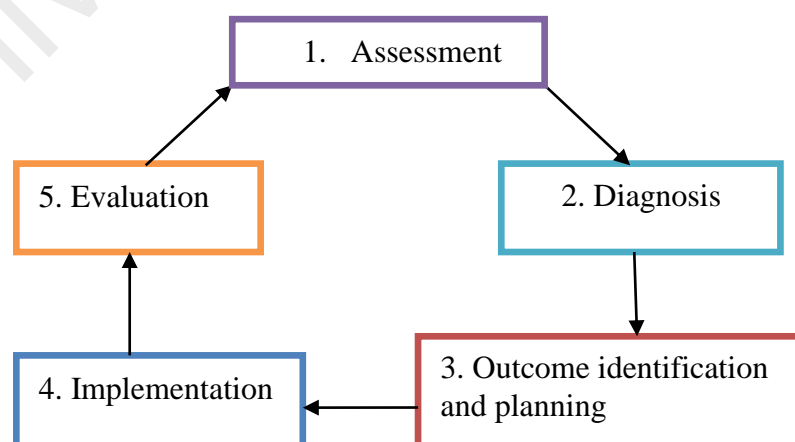 1. Assessment
2. Diagnosis
3. Outcome identification
and planning
4. Implementation
5. Evaluation